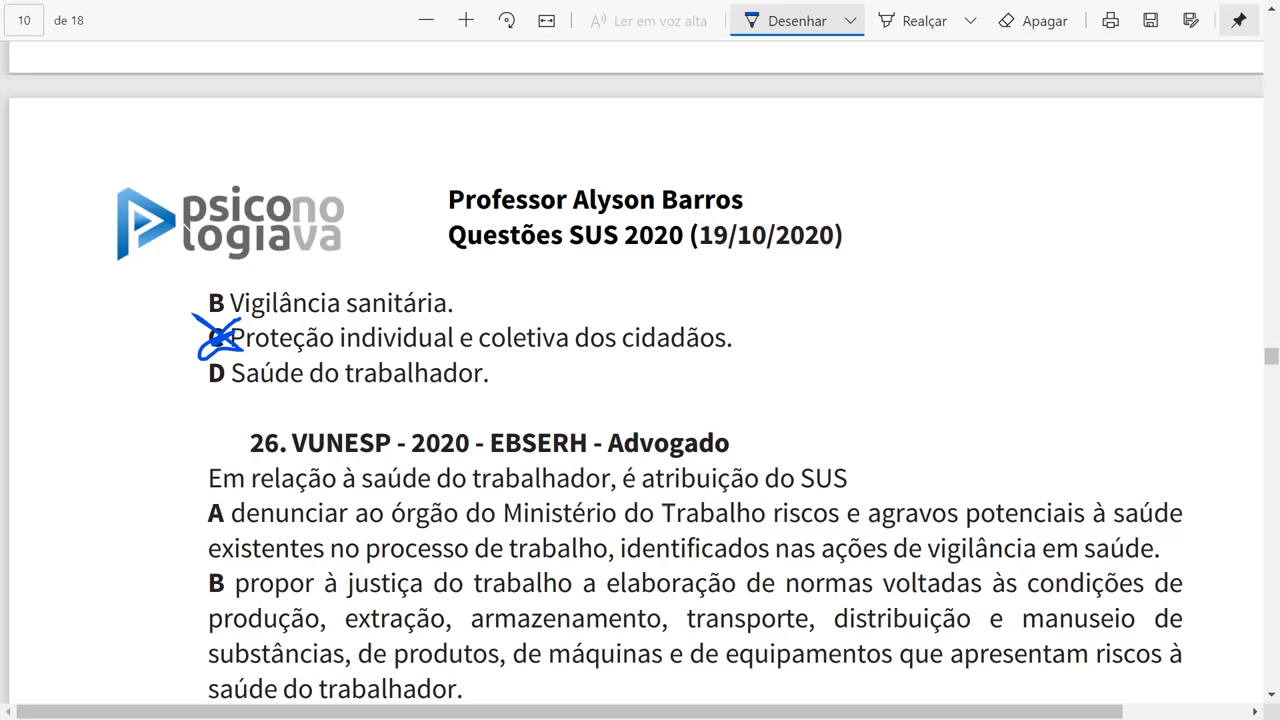 10 de 18 Ler em voz alta Desenhar Realçar Apagar
psicono
logiava
Professor Alyson Barros
Questões SUS 2020 (19/10/2020)
B Vigilância sanitária.
C Proteção individual e coletiva dos cidadãos.
D Saúde do trabalhador.
26. VUNESP - 2020 - EBSERH - Advogado
Em relação à saúde do trabalhador, é atribuição do SUS
A denunciar ao órgão do Ministério do Trabalho riscos e agravos potenciais à saúde
existentes no processo de trabalho, identificados nas ações de vigilância em saúde.
B propor à justiça do trabalho a elaboração de normas voltadas às condições de
produção, extração, armazenamento, transporte, distribuição e manuseio de
substâncias, de produtos, de máquinas e de equipamentos que apresentam riscos à
saúde do trabalhador.